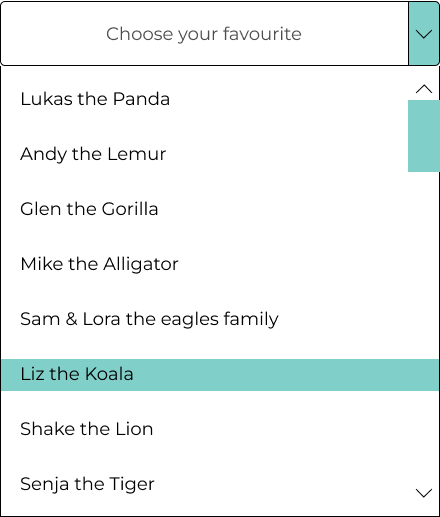 Choose your favourite
Lukas the Panda
Andy the Lemur
Glen the Gorilla
Mike the Alligator
Sam & Lora the eagles family
Liz the Koala
Shake the Lion
Senja the Tiger